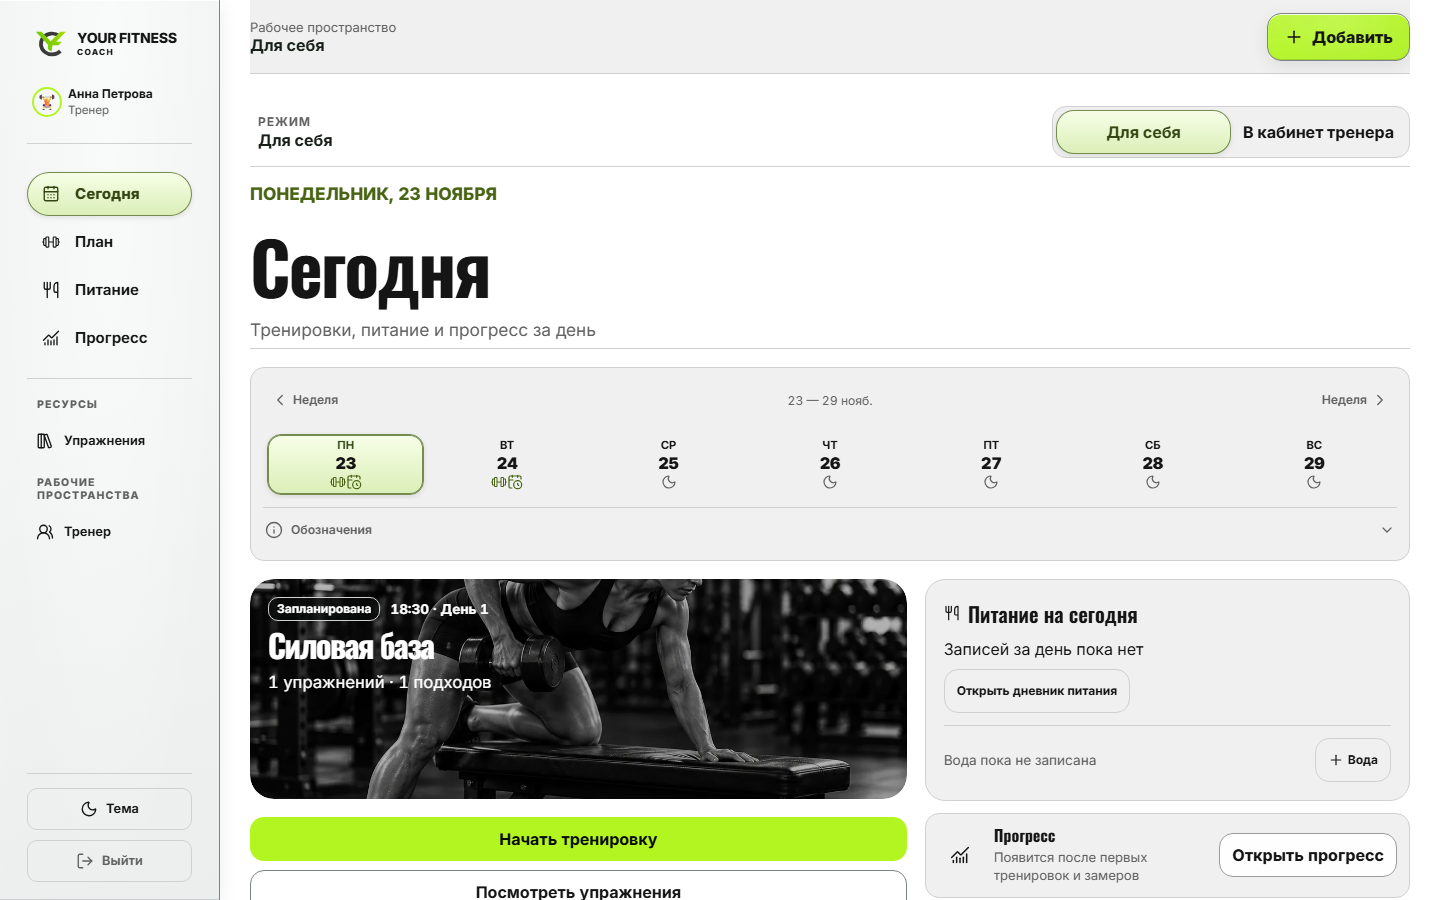 YOUR FITNESS
COACH
Анна Петрова
Тренер
Сегодня
План
Питание
Прогресс
РЕСУРСЫ
Упражнения
РАБОЧИЕ
ПРОСТРАНСТВА
Тренер
Тема
Выйти
Рабочее пространство
Для себя
Добавить
РЕЖИМ
Для себя
Для себя
В кабинет тренера
ПОНЕДЕЛЬНИК, 23 НОЯБРЯ
Сегодня
Тренировки, питание и прогресс за день
Неделя
23 — 29 нояб.
Неделя
ПН
23
ВТ
24
СР
25
ЧТ
26
ПТ
27
СБ
28
ВС
29
Обозначения
Запланирована
18:30 · День 1
Силовая база
1 упражнений · 1 подходов
Начать тренировку
Посмотреть упражнения
Питание на сегодня
Записей за день пока нет
Открыть дневник питания
Вода пока не записана
Вода
Прогресс
Появится после первых
тренировок и замеров
Открыть прогресс